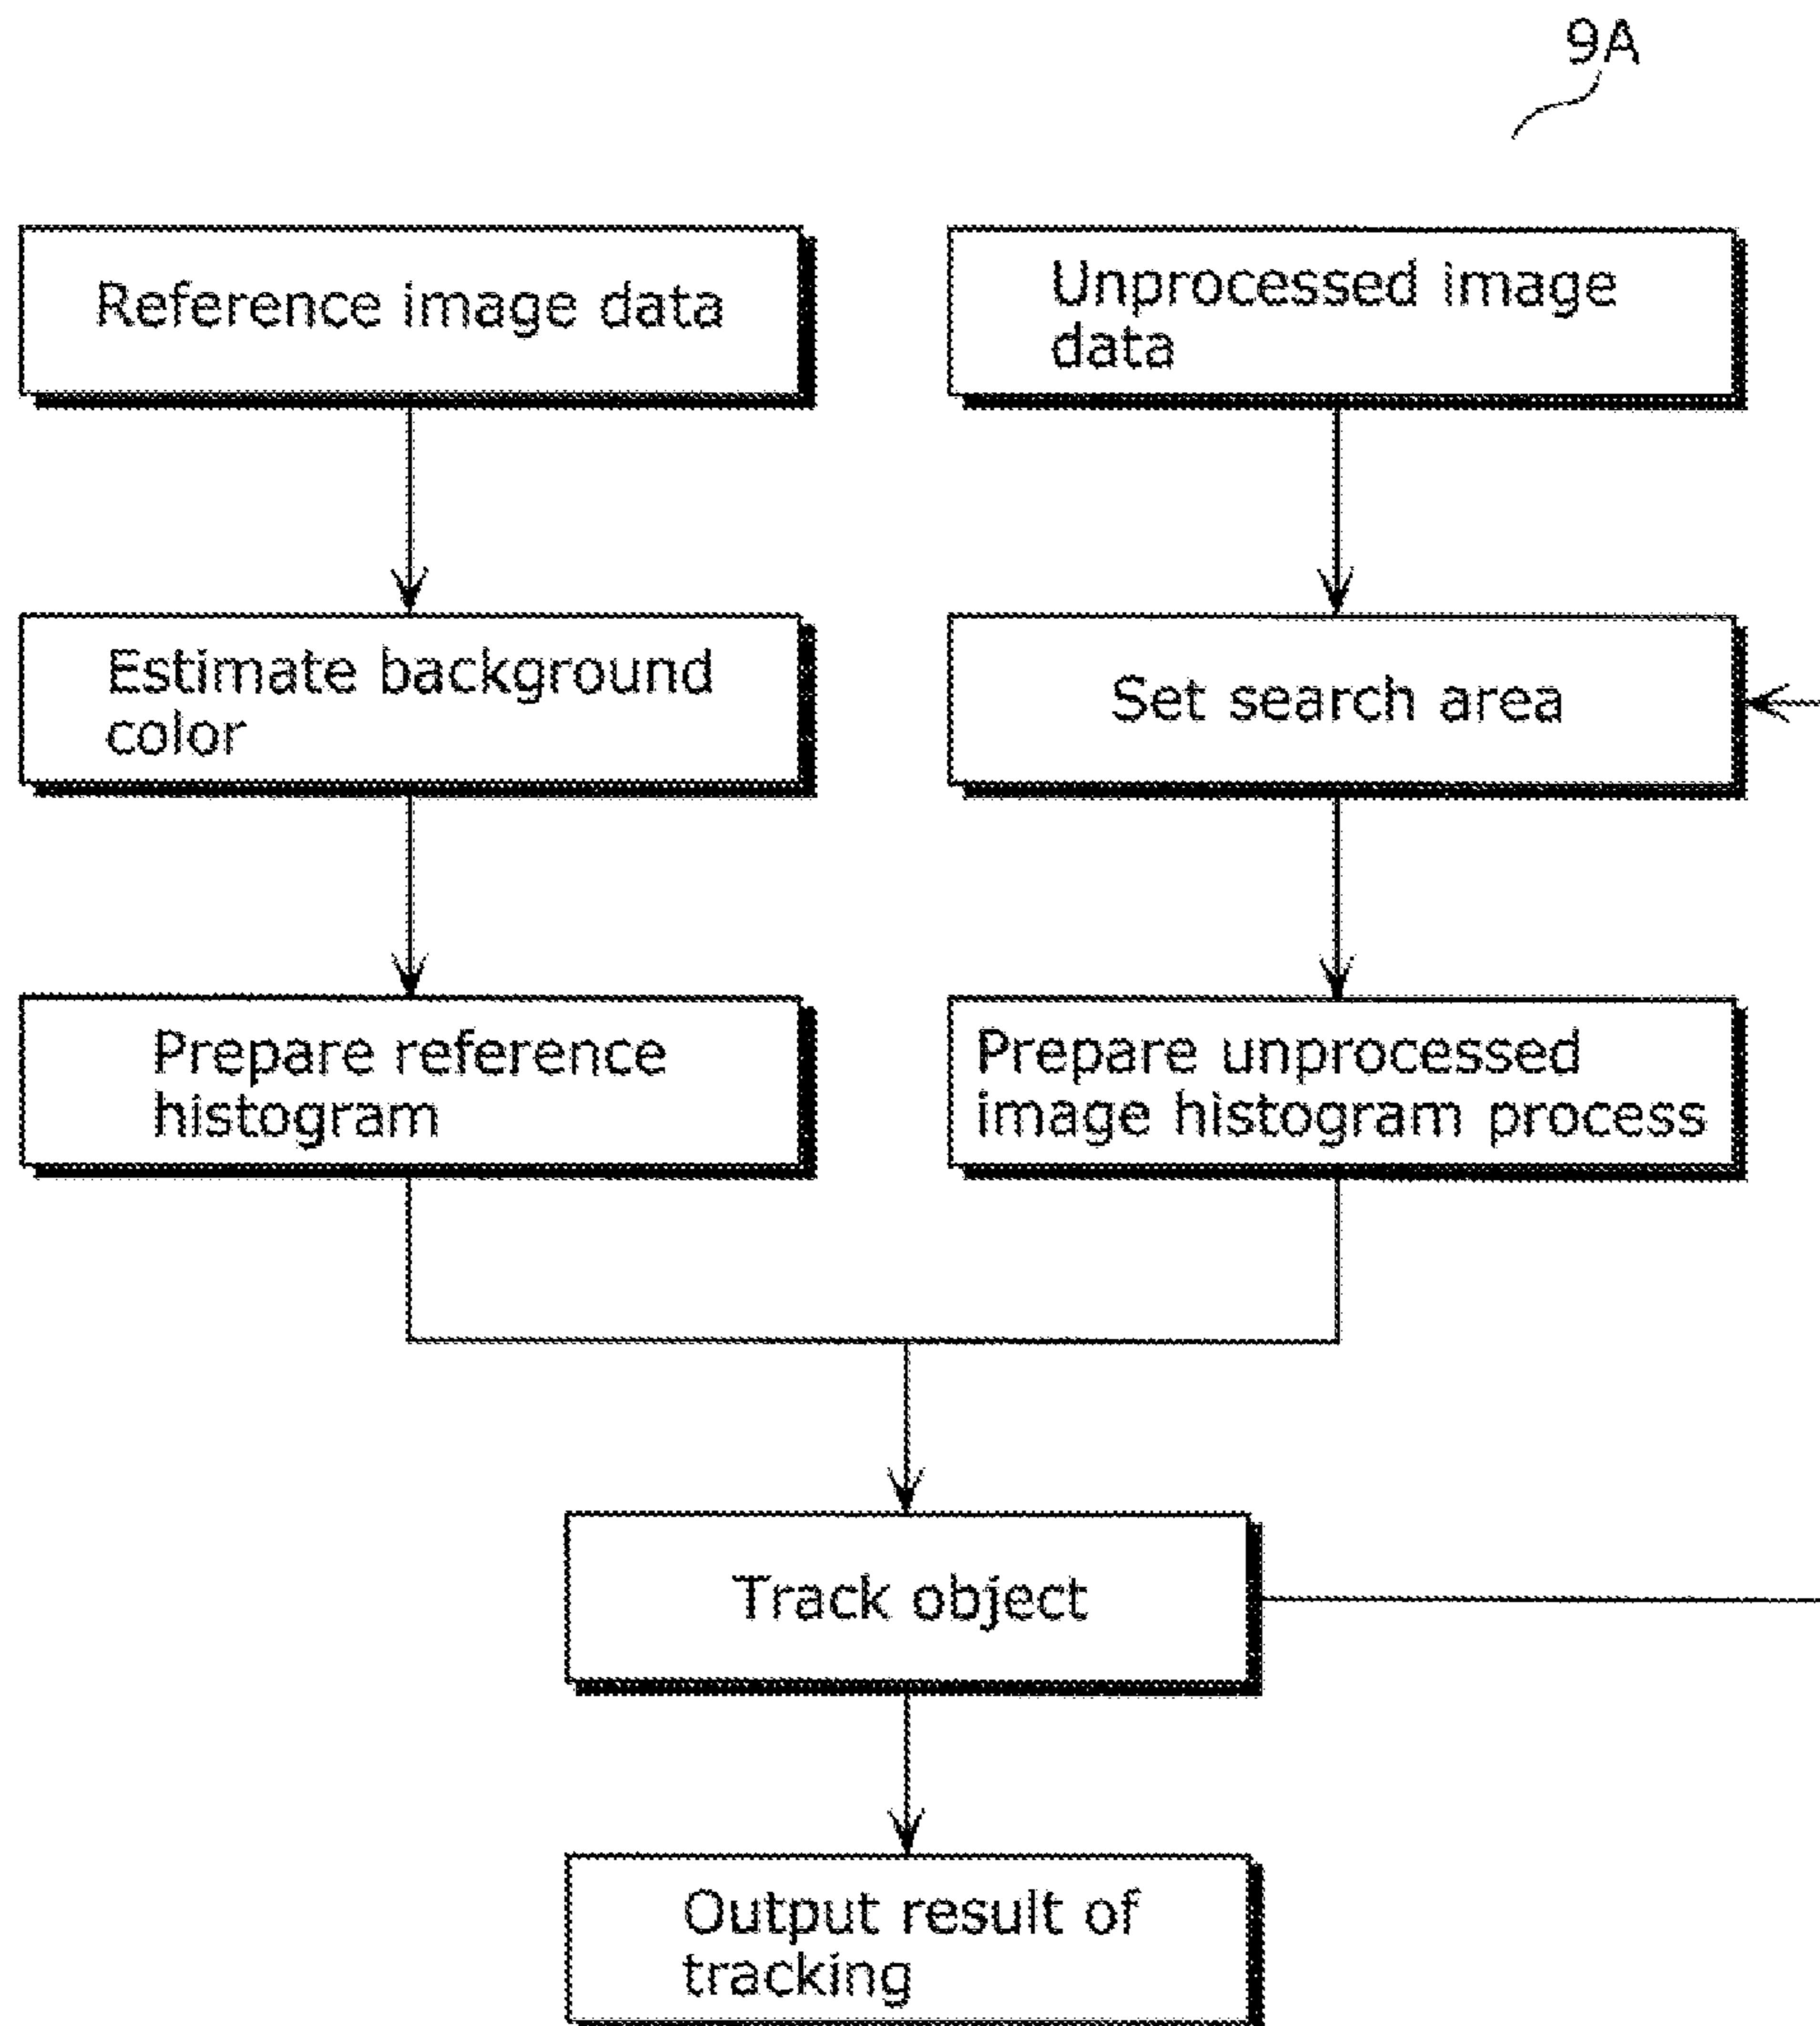 9A
Reference image data
Unprocessed image
data
Estimate background
color
Set search area
Prepare reference
histogram
Prepare unprocessed
image histogram process
Track object
Output result of
tracking